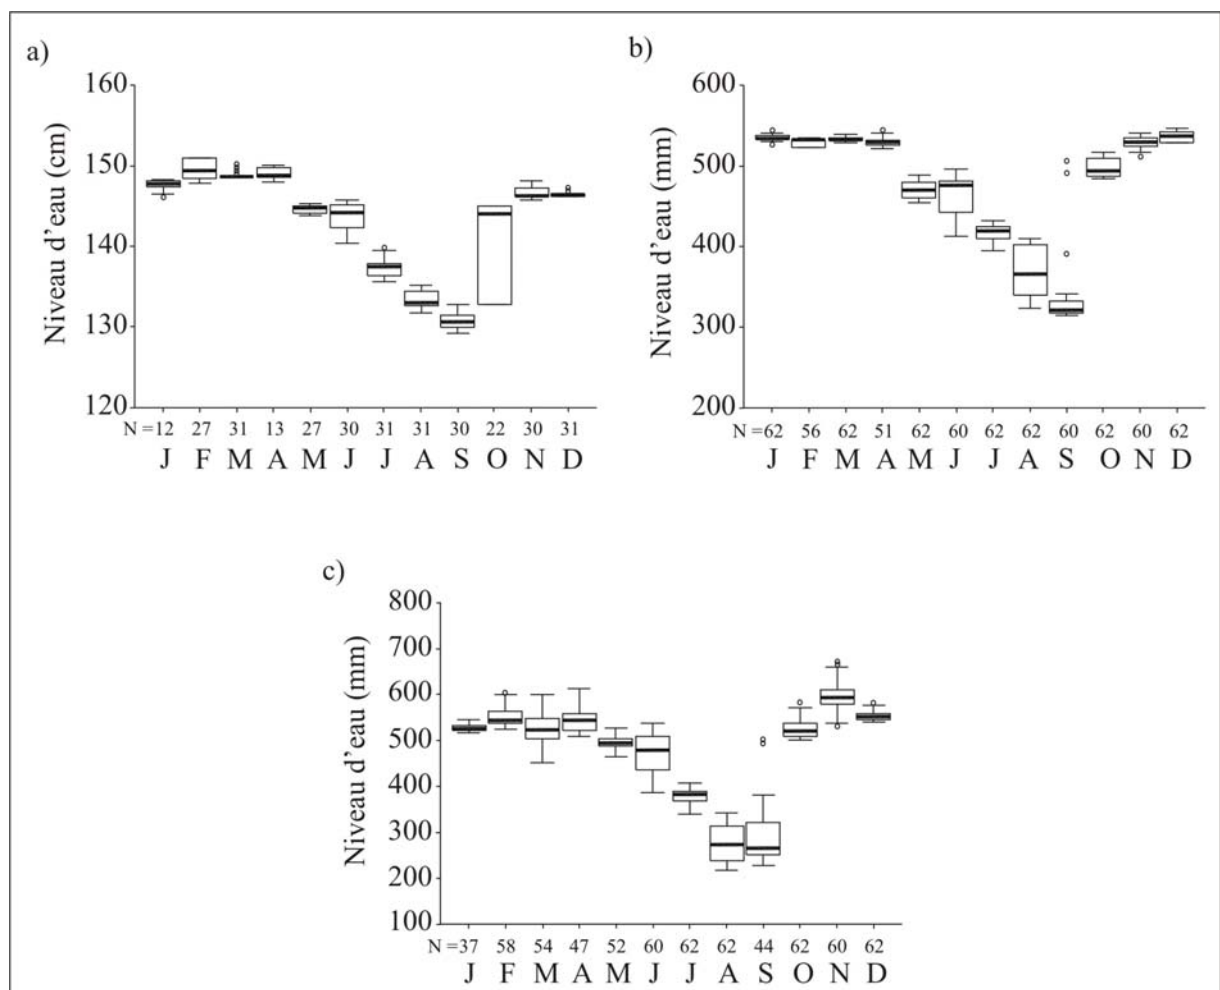 a)
Niveau d'eau (cm)
160
150
140
130
120
N =12 27 31 13 27 30 31 31 30 22 30 31
J F M A M J J A S O N D
b)
Niveau d'eau (mm)
600
500
400
300
200
N =62 56 62 51 62 60 62 62 60 62 60 62
J F M A M J J A S O N D
c)
Niveau d'eau (mm)
800
700
600
500
400
300
200
100
N =37 58 54 47 52 60 62 62 44 62 60 62
J F M A M J J A S O N D